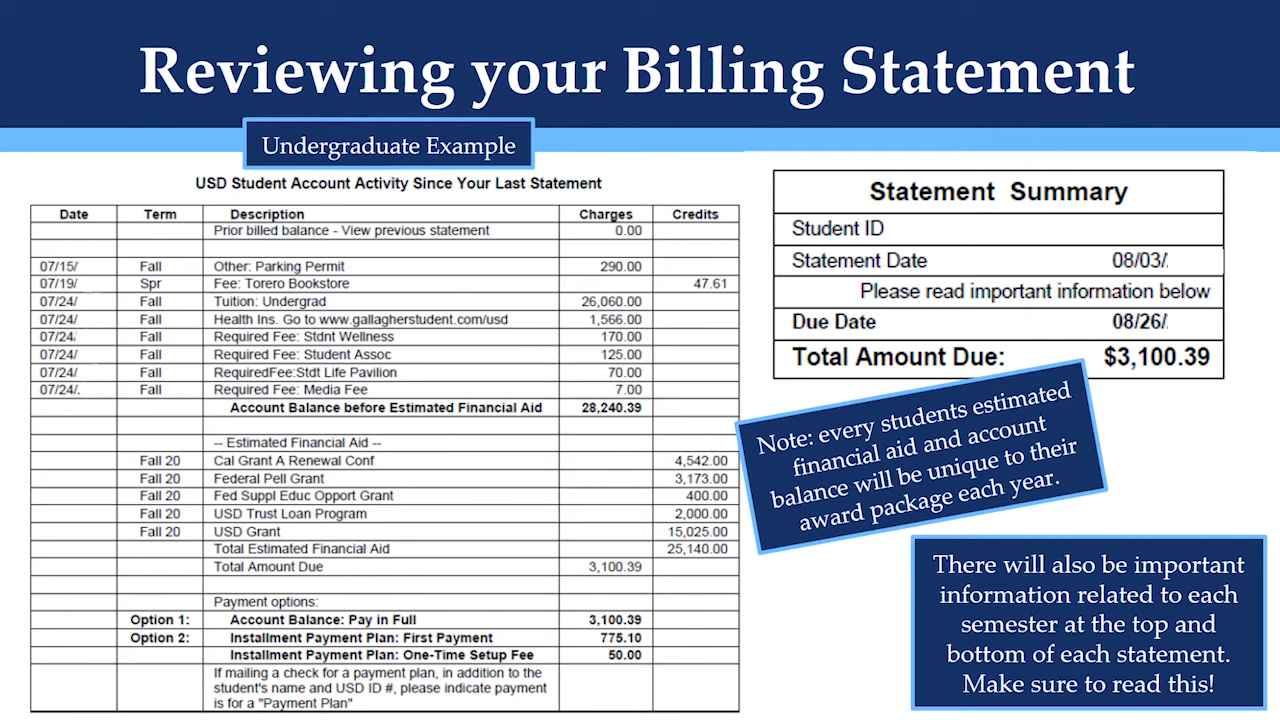 Reviewing your Billing Statement
Undergraduate Example
USD Student Account Activity Since Your Last Statement
Date Term Description Charges Credits
Prior billed balance - View previous statement 0.00
07/15/ Fall Other: Parking Permit 290.00
07/19/ Spr Fee: Torero Bookstore 47.61
07/24/ Fall Tuition: Undergrad 26,060.00
07/24/ Fall Health Ins. Go to www.gallagherstudent.com/usd 1,566.00
07/24/ Fall Required Fee: Stdnt Wellness 170.00
07/24/ Fall Required Fee: Student Assoc 125.00
07/24/ Fall RequiredFee:Stdt Life Pavilion 70.00
07/24/. Fall Required Fee: Media Fee 7.00
Account Balance before Estimated Financial Aid 28,240.39
-- Estimated Financial Aid --
Fall 20 Cal Grant A Renewal Conf 4,542.00
Fall 20 Federal Pell Grant 3,173.00
Fall 20 Fed Suppl Educ Opport Grant 400.00
Fall 20 USD Trust Loan Program 2,000.00
Fall 20 USD Grant 15,025.00
Total Estimated Financial Aid 25,140.00
Total Amount Due 3,100.39
Payment options:
Option 1: Account Balance: Pay in Full 3,100.39
Option 2: Installment Payment Plan: First Payment 775.10
Installment Payment Plan: One-Time Setup Fee 50.00
If mailing a check for a payment plan, in addition to the
student's name and USD ID #, please indicate payment
is for a "Payment Plan"
Statement Summary
Student ID
Statement Date 08/03/
Please read important information below
Due Date 08/26/
Total Amount Due: $3,100.39
Note: every students estimated
financial aid and account
balance will be unique to their
award package each year.
There will also be important
information related to each
semester at the top and
bottom of each statement.
Make sure to read this!